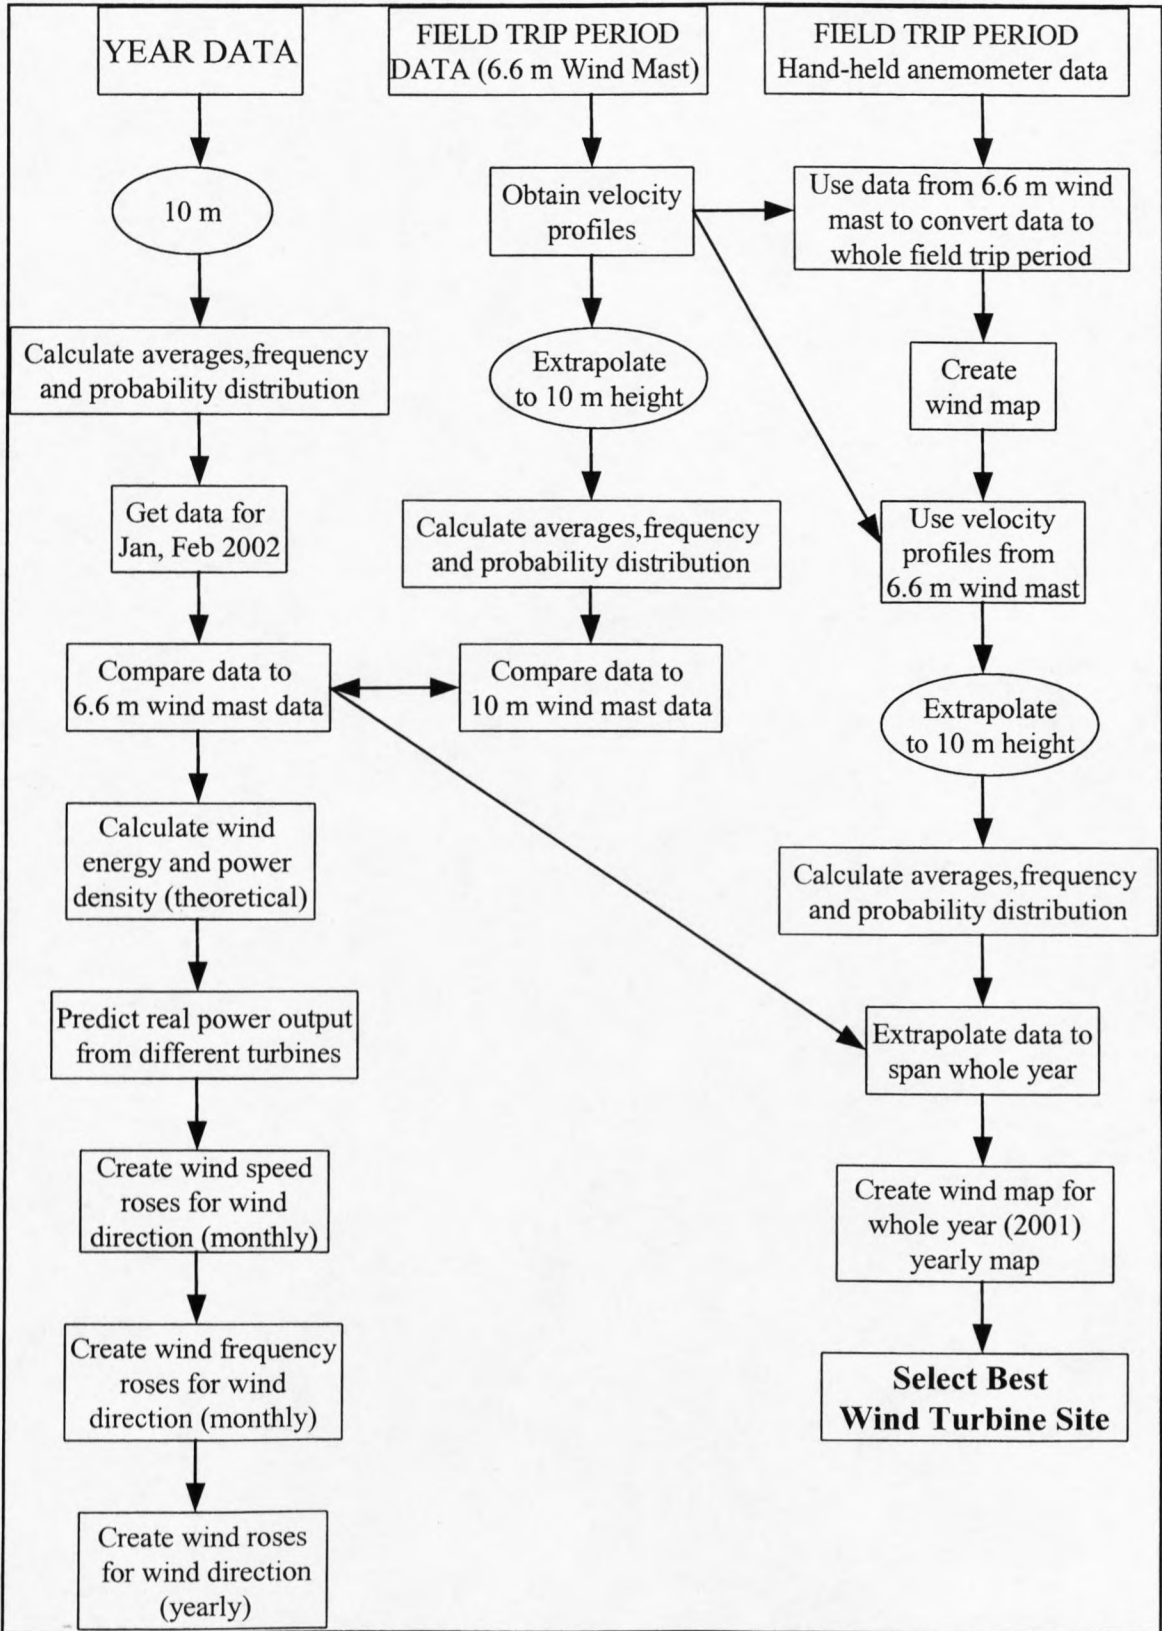 YEAR DATA
10 m
Calculate averages,frequency
and probability distribution
Get data for
Jan, Feb 2002
Compare data to
6.6 m wind mast data
Calculate wind
energy and power
density (theoretical)
Predict real power output
from different turbines
Create wind speed
roses for wind
direction (monthly)
Create wind frequency
roses for wind
direction (monthly)
Create wind roses
for wind direction
(yearly)
FIELD TRIP PERIOD
DATA (6.6 m Wind Mast)
Obtain velocity
profiles
Extrapolate
to 10 m height
Calculate averages,frequency
and probability distribution
Compare data to
10 m wind mast data
FIELD TRIP PERIOD
Hand-held anemometer data
Use data from 6.6 m wind
mast to convert data to
whole field trip period
Create
wind map
Use velocity
profiles from
6.6 m wind mast
Extrapolate
to 10 m height
Calculate averages,frequency
and probability distribution
Extrapolate data to
span whole year
Create wind map for
whole year (2001)
yearly map
Select Best
Wind Turbine Site